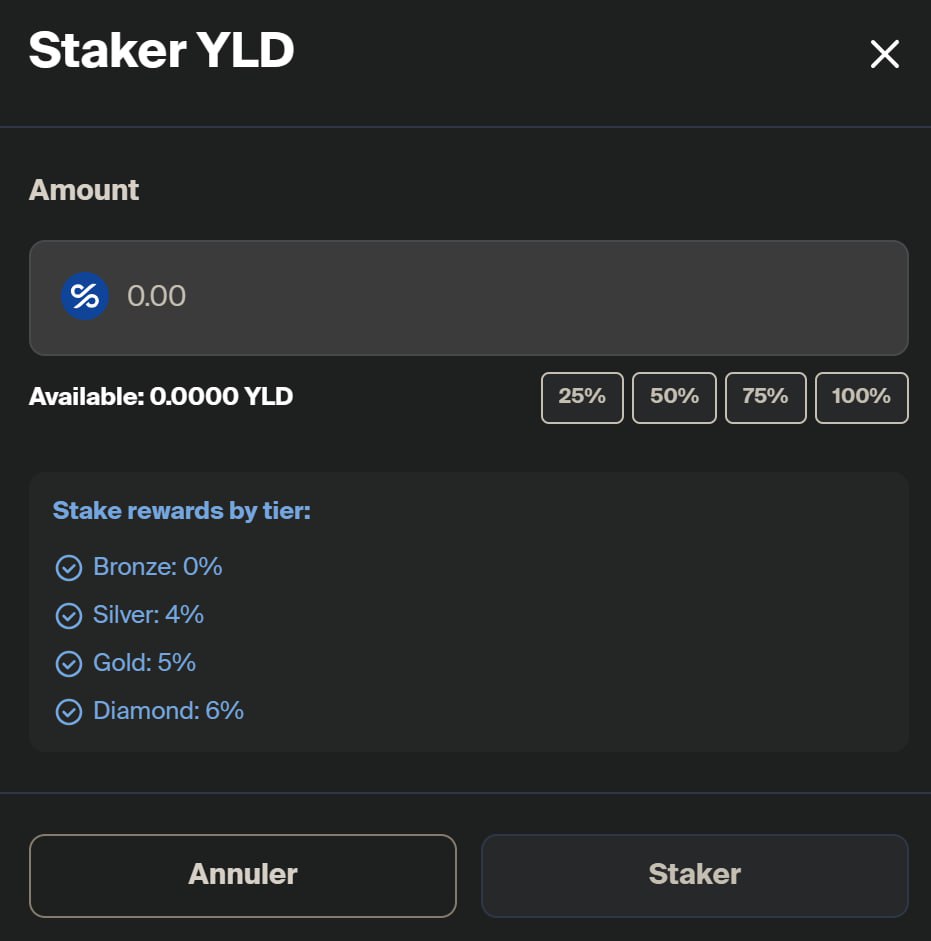 Staker YLD
Amount
0.00
Available: 0.0000 YLD
25% 50% 75% 100%
Stake rewards by tier:
Bronze: 0%
Silver: 4%
Gold: 5%
Diamond: 6%
Annuler Staker